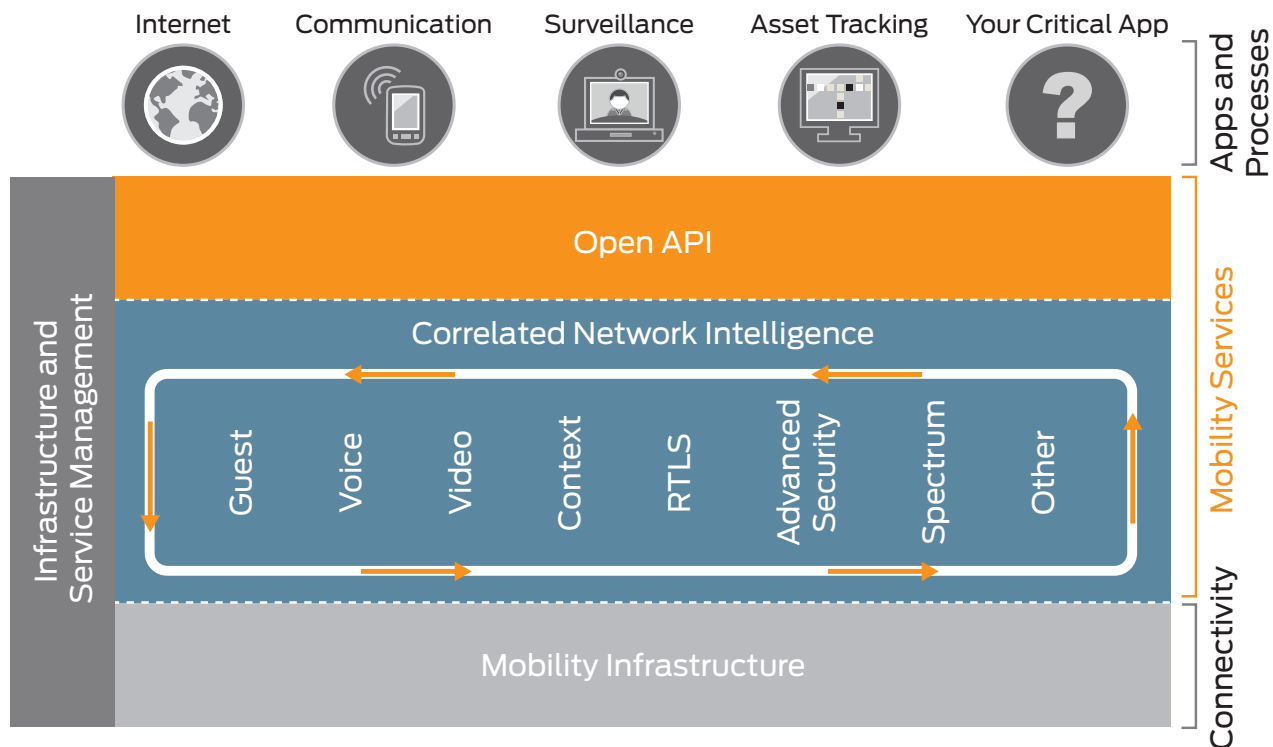 Internet
Communication
Surveillance
Asset Tracking
Your Critical App
?
Apps and
Processes
Infrastructure and
Service Management
Open API
Correlated Network Intelligence
Guest
Voice
Video
Context
RTLS
Advanced
Security
Spectrum
Other
Mobility Services
Mobility Infrastructure
Connectivity